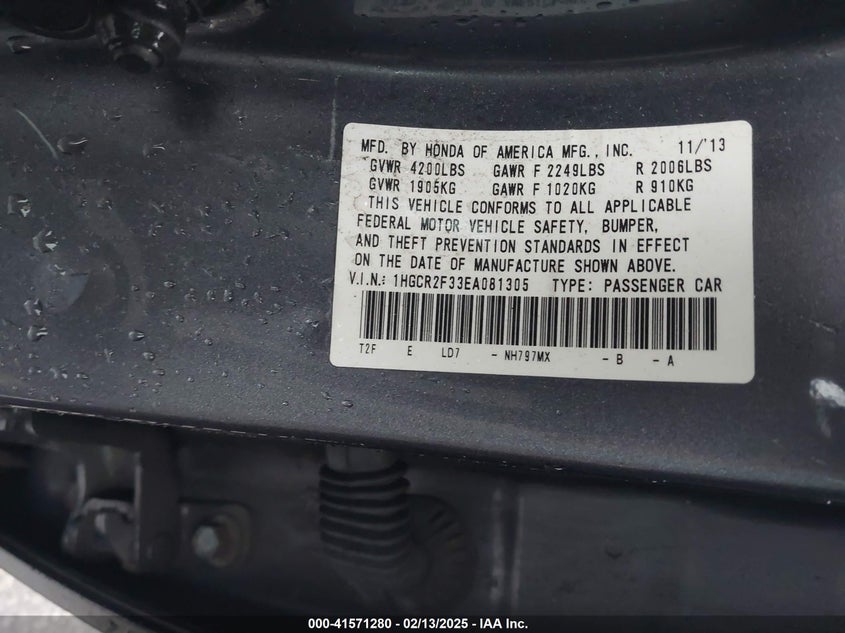 MFD. BY HONDA OF AMERICA MFG., INC. 11/'13
GVWR 4200LBS GAWR F 2249LBS R 2006LBS
GVWR 1905KG GAWR F 1020KG R 910KG
THIS VEHICLE CONFORMS TO ALL APPLICABLE
FEDERAL MOTOR VEHICLE SAFETY, BUMPER,
AND THEFT PREVENTION STANDARDS IN EFFECT
ON THE DATE OF MANUFACTURE SHOWN ABOVE.
V.I.N.: 1HGCR2F33EA081305 TYPE: PASSENGER CAR
T2F E LD7 - NH797MX - B - A
000-41571280 - 02/13/2025 - IAA Inc.